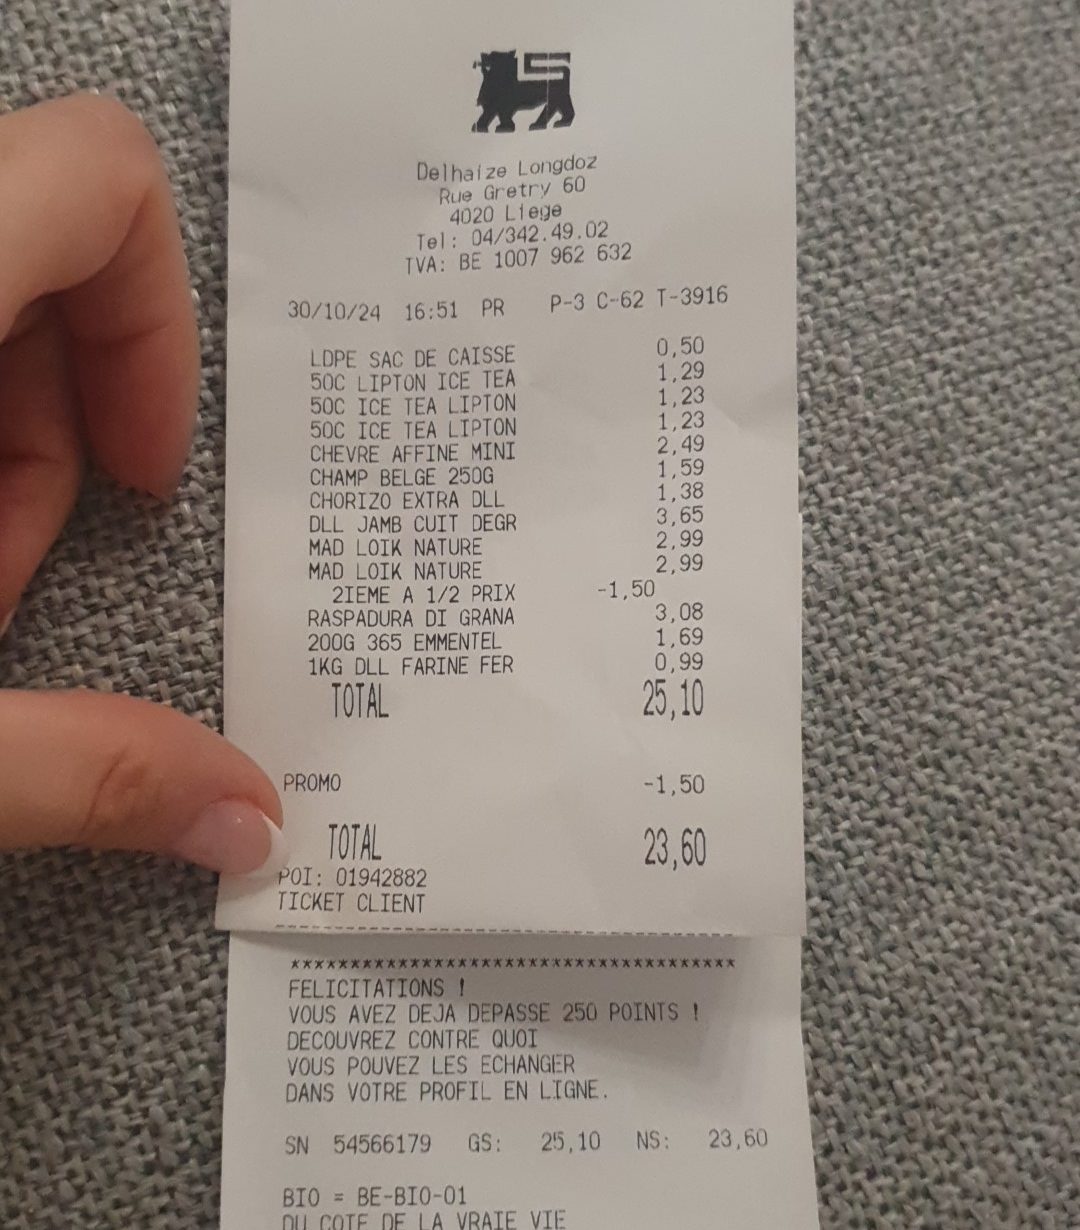 Delhaize Longdoz
Rue Gretry 60
4020 Liege
Tel: 04/342.49.02
TVA: BE 1007 962 632
30/10/24 16:51 PR P-3 C-62 T-3916
LDPE SAC DE CAISSE 0,50
50C LIPTON ICE TEA 1,29
50C ICE TEA LIPTON 1,23
50C ICE TEA LIPTON 1,23
CHEVRE AFFINE MINI 2,49
CHAMP BELGE 250G 1,59
CHORIZO EXTRA DLL 1,38
DLL JAMB CUIT DEGR 3,65
MAD LOIK NATURE 2,99
MAD LOIK NATURE 2,99
2IEME A 1/2 PRIX -1,50
RASPADURA DI GRANA 3,08
200G 365 EMMENTEL 1,69
1KG DLL FARINE FER 0,99
TOTAL 25,10
PROMO -1,50
TOTAL 23,60
POI: 01942882
TICKET CLIENT
--------------------------------------
**************************************
FELICITATIONS !
VOUS AVEZ DEJA DEPASSE 250 POINTS !
DECOUVREZ CONTRE QUOI
VOUS POUVEZ LES ECHANGER
DANS VOTRE PROFIL EN LIGNE.
SN 54566179 GS: 25,10 NS: 23,60
BIO = BE-BIO-01
DU COTE DE LA VRAIE VIE